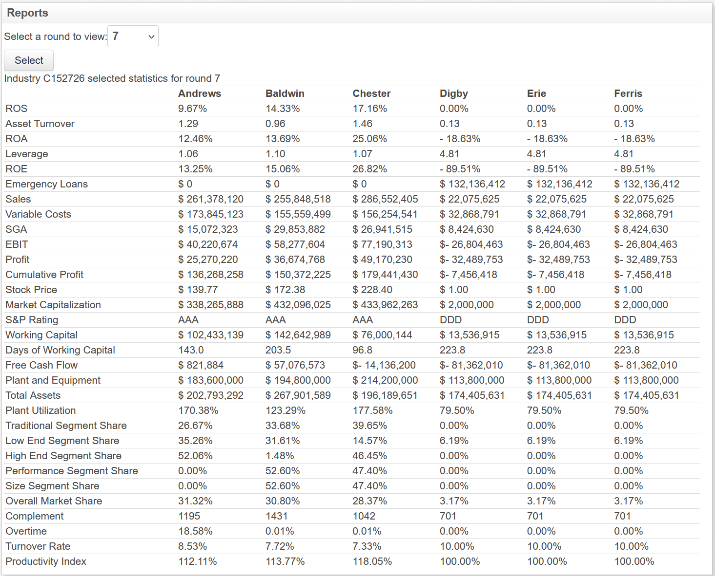 Reports
Select a round to view: 7
Select
Industry C152726 selected statistics for round 7
Andrews Baldwin Chester Digby Erie Ferris
ROS 9.67% 14.33% 17.16% 0.00% 0.00% 0.00%
Asset Turnover 1.29 0.96 1.46 0.13 0.13 0.13
ROA 12.46% 13.69% 25.06% - 18.63% - 18.63% - 18.63%
Leverage 1.06 1.10 1.07 4.81 4.81 4.81
ROE 13.25% 15.06% 26.82% - 89.51% - 89.51% - 89.51%
Emergency Loans $ 0 $ 0 $ 0 $ 132,136,412 $ 132,136,412 $ 132,136,412
Sales $ 261,378,120 $ 255,848,518 $ 286,552,405 $ 22,075,625 $ 22,075,625 $ 22,075,625
Variable Costs $ 173,845,123 $ 155,559,499 $ 156,254,541 $ 32,868,791 $ 32,868,791 $ 32,868,791
SGA $ 15,072,323 $ 29,853,882 $ 26,941,515 $ 8,424,630 $ 8,424,630 $ 8,424,630
EBIT $ 40,220,674 $ 58,277,604 $ 77,190,313 $- 26,804,463 $- 26,804,463 $- 26,804,463
Profit $ 25,270,220 $ 36,674,768 $ 49,170,230 $- 32,489,753 $- 32,489,753 $- 32,489,753
Cumulative Profit $ 136,268,258 $ 150,372,225 $ 179,441,430 $- 7,456,418 $- 7,456,418 $- 7,456,418
Stock Price $ 139.77 $ 172.38 $ 228.40 $ 1.00 $ 1.00 $ 1.00
Market Capitalization $ 338,265,888 $ 432,096,025 $ 433,962,263 $ 2,000,000 $ 2,000,000 $ 2,000,000
S&P Rating AAA AAA AAA DDD DDD DDD
Working Capital $ 102,433,139 $ 142,642,989 $ 76,000,144 $ 13,536,915 $ 13,536,915 $ 13,536,915
Days of Working Capital 143.0 203.5 96.8 223.8 223.8 223.8
Free Cash Flow $ 821,884 $ 57,076,573 $- 14,136,200 $- 81,362,010 $- 81,362,010 $- 81,362,010
Plant and Equipment $ 183,600,000 $ 194,800,000 $ 214,200,000 $ 113,800,000 $ 113,800,000 $ 113,800,000
Total Assets $ 202,793,292 $ 267,901,589 $ 196,189,651 $ 174,405,631 $ 174,405,631 $ 174,405,631
Plant Utilization 170.38% 123.29% 177.58% 79.50% 79.50% 79.50%
Traditional Segment Share 26.67% 33.68% 39.65% 0.00% 0.00% 0.00%
Low End Segment Share 35.26% 31.61% 14.57% 6.19% 6.19% 6.19%
High End Segment Share 52.06% 1.48% 46.45% 0.00% 0.00% 0.00%
Performance Segment Share 0.00% 52.60% 47.40% 0.00% 0.00% 0.00%
Size Segment Share 0.00% 52.60% 47.40% 0.00% 0.00% 0.00%
Overall Market Share 31.32% 30.80% 28.37% 3.17% 3.17% 3.17%
Complement 1195 1431 1042 701 701 701
Overtime 18.58% 0.01% 0.01% 0.00% 0.00% 0.00%
Turnover Rate 8.53% 7.72% 7.33% 10.00% 10.00% 10.00%
Productivity Index 112.11% 113.77% 118.05% 100.00% 100.00% 100.00%